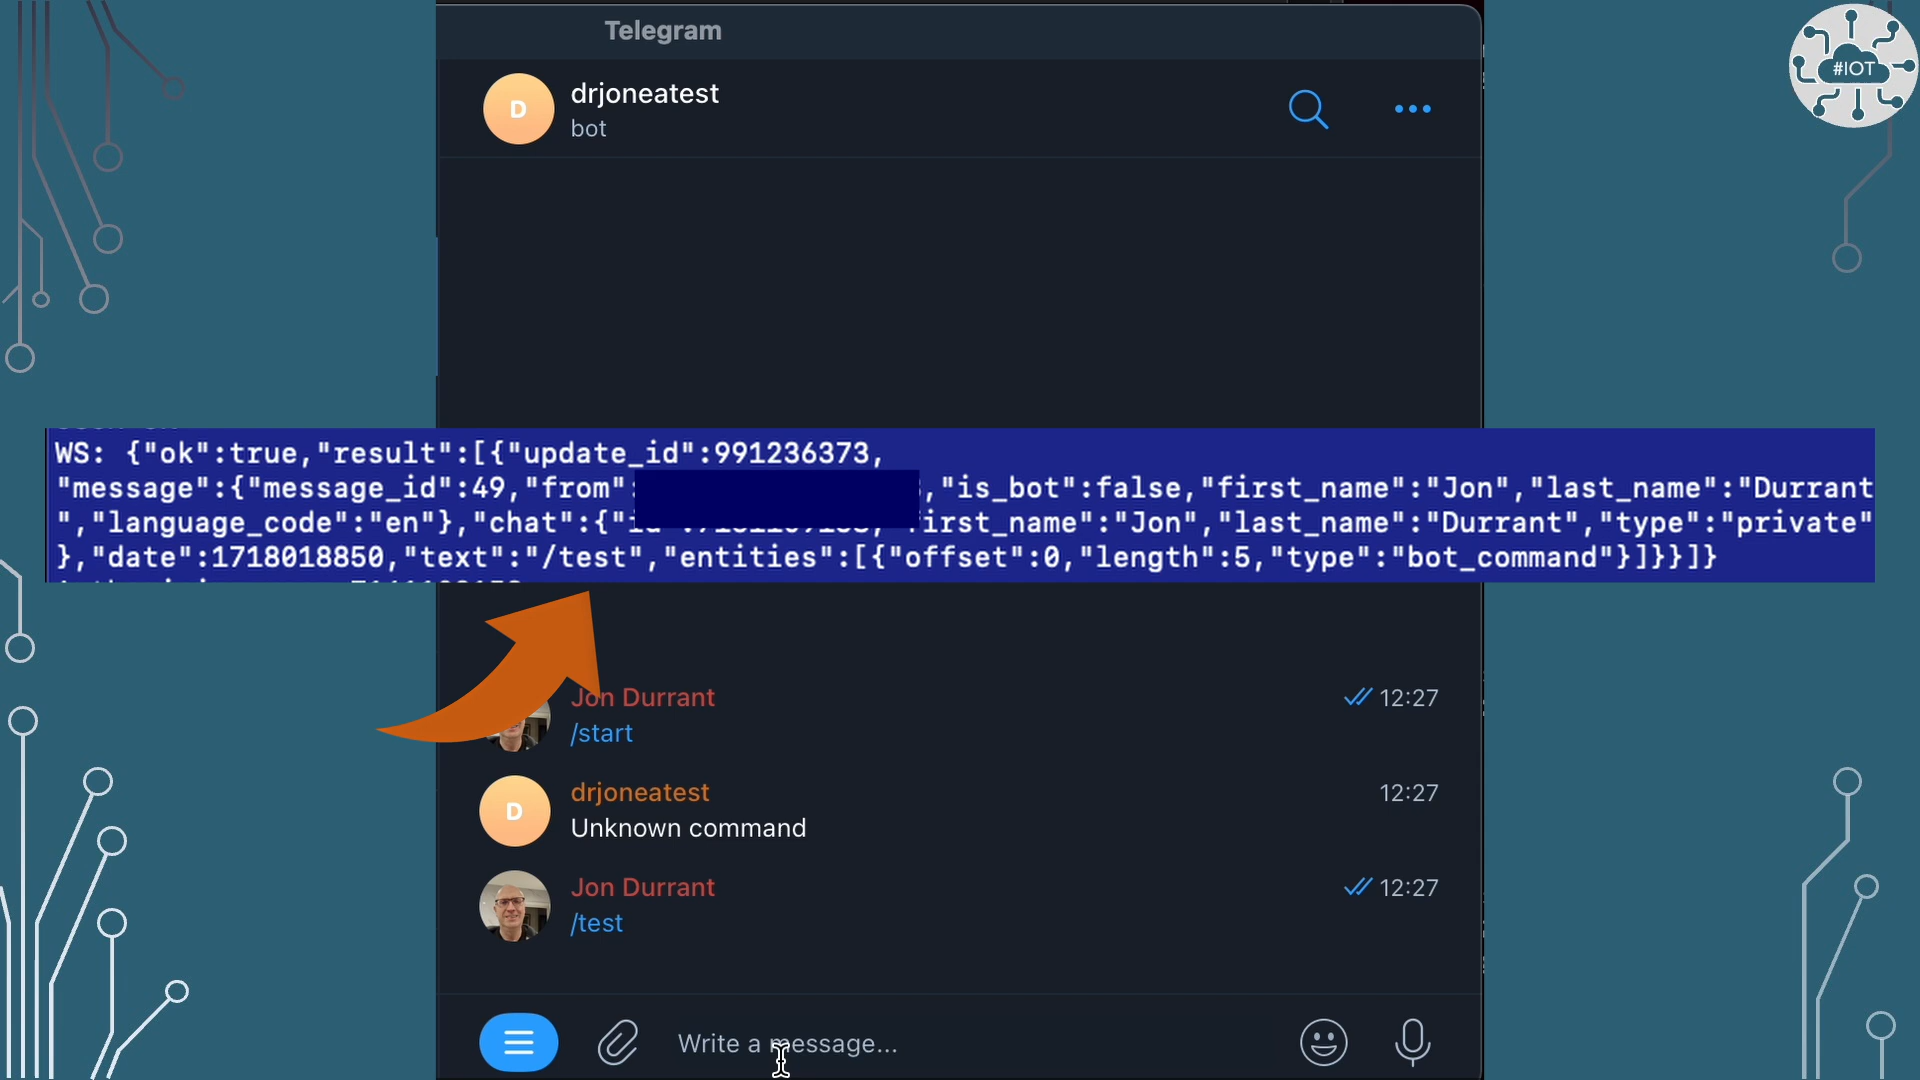 Telegram
#IOT
D
drjoneatest
bot
WS: {"ok":true,"result":[{"update_id":991236373,
"message":{"message_id":49,"from": ,"is_bot":false,"first_name":"Jon","last_name":"Durrant
","language_code":"en"},"chat":{"id irst_name":"Jon","last_name":"Durrant","type":"private"
},"date":1718018850,"text":"/test","entities":[{"offset":0,"length":5,"type":"bot_command"}]}}]}
Jon Durrant 12:27
/start
D
drjoneatest 12:27
Unknown command
Jon Durrant 12:27
/test
Write a message...